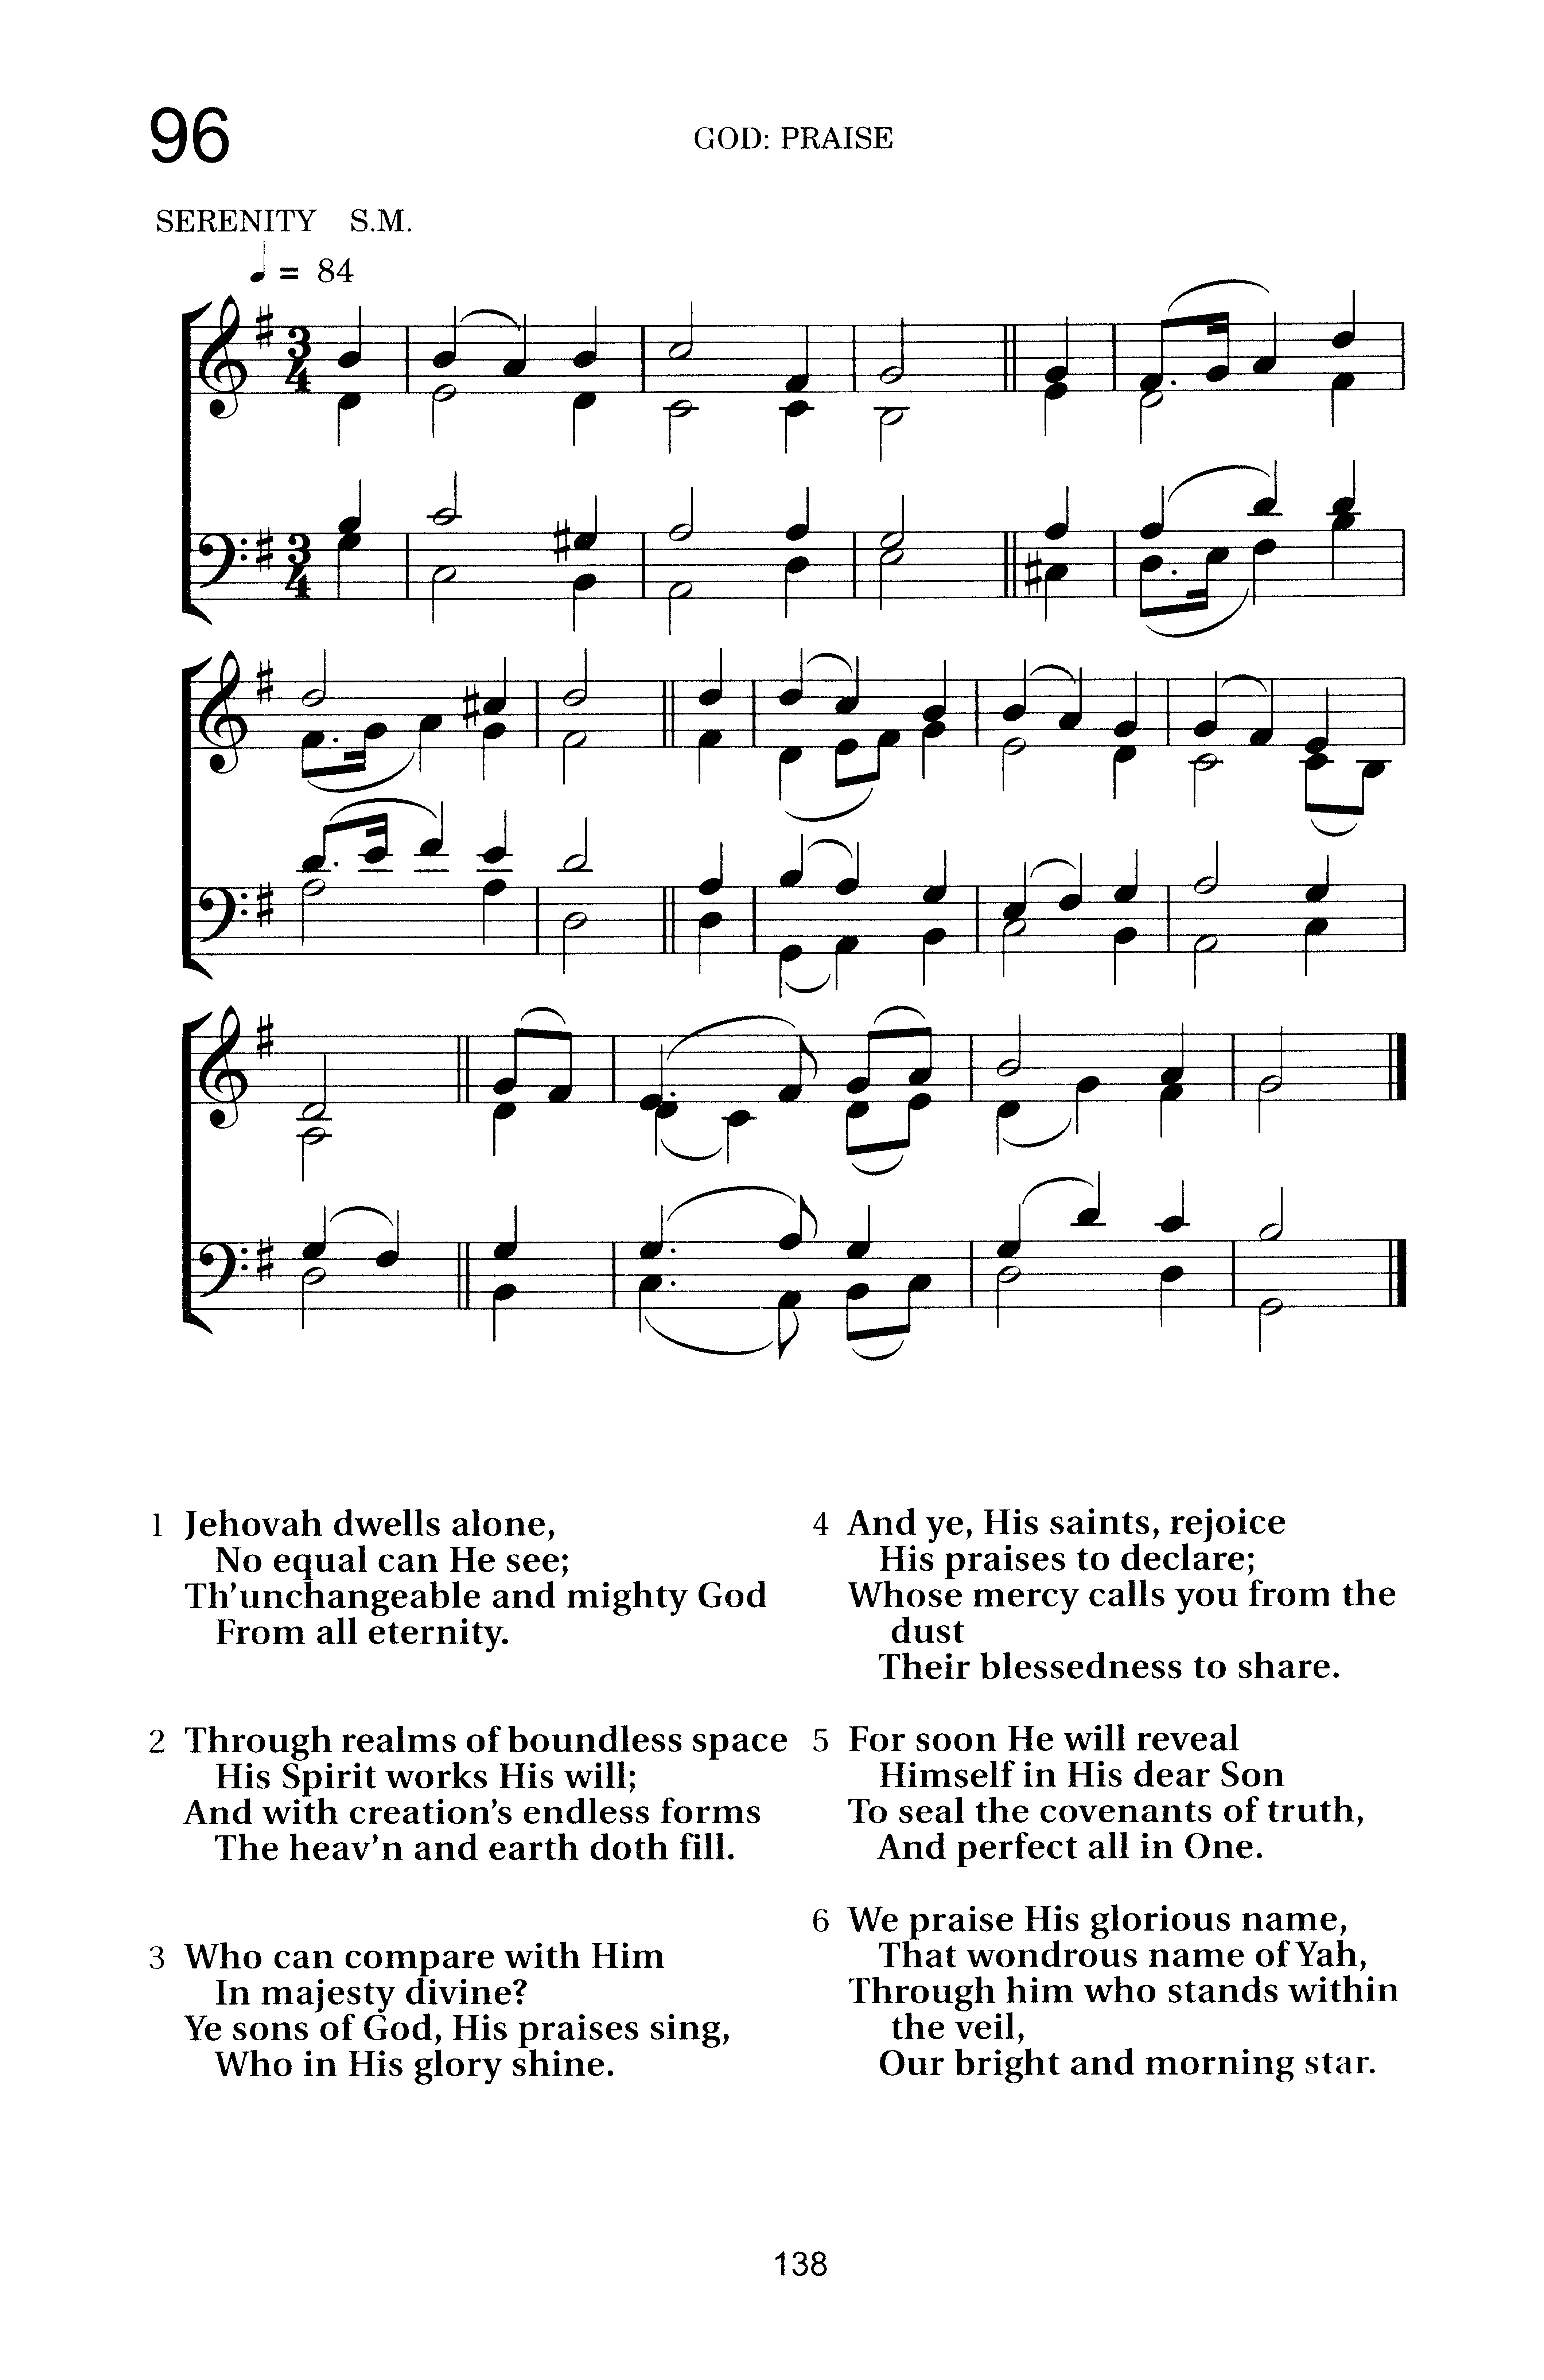 96
GOD: PRAISE
SERENITY S.M.
♩ = 84
1 Jehovah dwells alone,
No equal can He see;
Th'unchangeable and mighty God
From all eternity.
2 Through realms of boundless space
His Spirit works His will;
And with creation's endless forms
The heav'n and earth doth fill.
3 Who can compare with Him
In majesty divine?
Ye sons of God, His praises sing,
Who in His glory shine.
4 And ye, His saints, rejoice
His praises to declare;
Whose mercy calls you from the
dust
Their blessedness to share.
5 For soon He will reveal
Himself in His dear Son
To seal the covenants of truth,
And perfect all in One.
6 We praise His glorious name,
That wondrous name of Yah,
Through him who stands within
the veil,
Our bright and morning star.
138